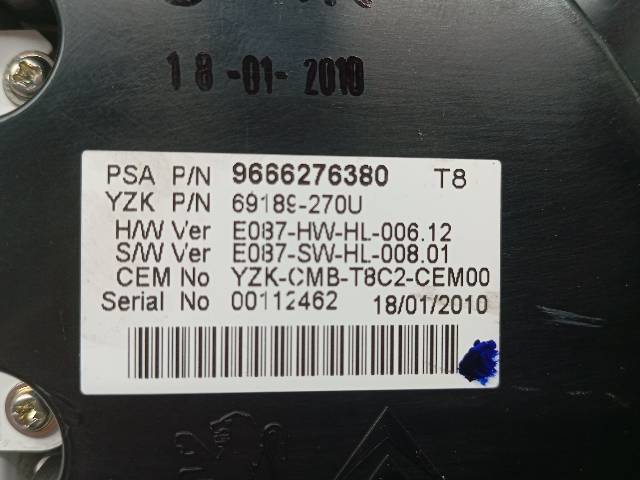 18-01-2010
PSA P/N 9666276380 T8
YZK P/N 69189-270U
H/W Ver E087-HW-HL-006.12
S/W Ver E087-SW-HL-008.01
CEM No YZK-CMB-T8C2-CEM00
Serial No 00112462 18/01/2010